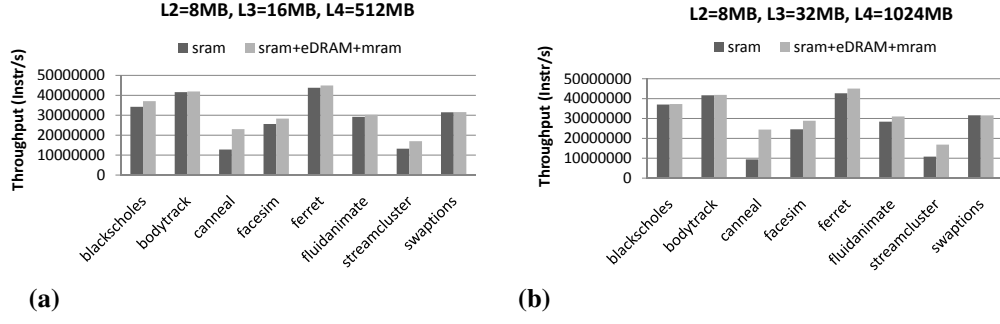 L2=8MB, L3=16MB, L4=512MB
sram sram+eDRAM+mram
Throughput (Instr/s)
50000000
40000000
30000000
20000000
10000000
0
blackscholes
bodytrack
canneal
facesim
ferret
fluidanimate
streamcluster
swaptions
(a)
L2=8MB, L3=32MB, L4=1024MB
sram sram+eDRAM+mram
Throughput (Instr/s)
50000000
40000000
30000000
20000000
10000000
0
blackscholes
bodytrack
canneal
facesim
ferret
fluidanimate
streamcluster
swaptions
(b)